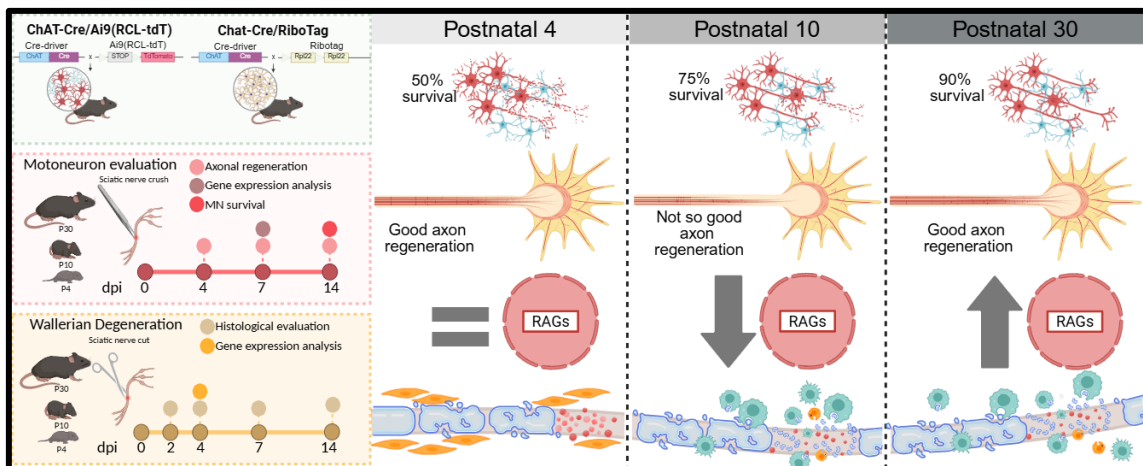 ChAT-Cre/Ai9(RCL-tdT)
Cre-driver
Ai9(RCL-tdT)
ChAT
Cre
x
STOP
TdTomato
Chat-Cre/RiboTag
Cre-driver
Ribotag
ChAT
Cre
x
Rpl22
Rpl22
Motoneuron evaluation
Sciatic nerve crush
Axonal regeneration
Gene expression analysis
MN survival
P30
P10
P4
dpi
0
4
7
14
Wallerian Degeneration
Sciatic nerve cut
Histological evaluation
Gene expression analysis
P30
P10
P4
dpi
0
2
4
7
14
Postnatal 4
50%
survival
Good axon
regeneration
RAGs
Postnatal 10
75%
survival
Not so good
axon
regeneration
RAGs
Postnatal 30
90%
survival
Good axon
regeneration
RAGs